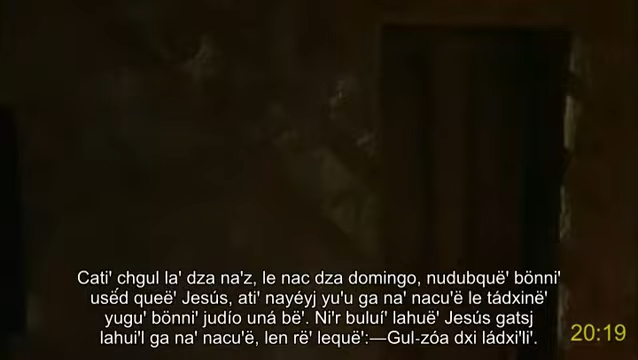 Cati' chgul la' dza na'z, le nac dza domingo, nudubquë' bönni'
usë́d queë' Jesús, ati' nayéyj yu'u ga na' nacu'ë le tádxinë'
yugu' bönni' judío uná bë'. Ni'r buluí' lahuë' Jesús gatsj
lahui'l ga na' nacu'ë, len rë' lequë':—Gul-zóa dxi ládxi'li'.
20:19